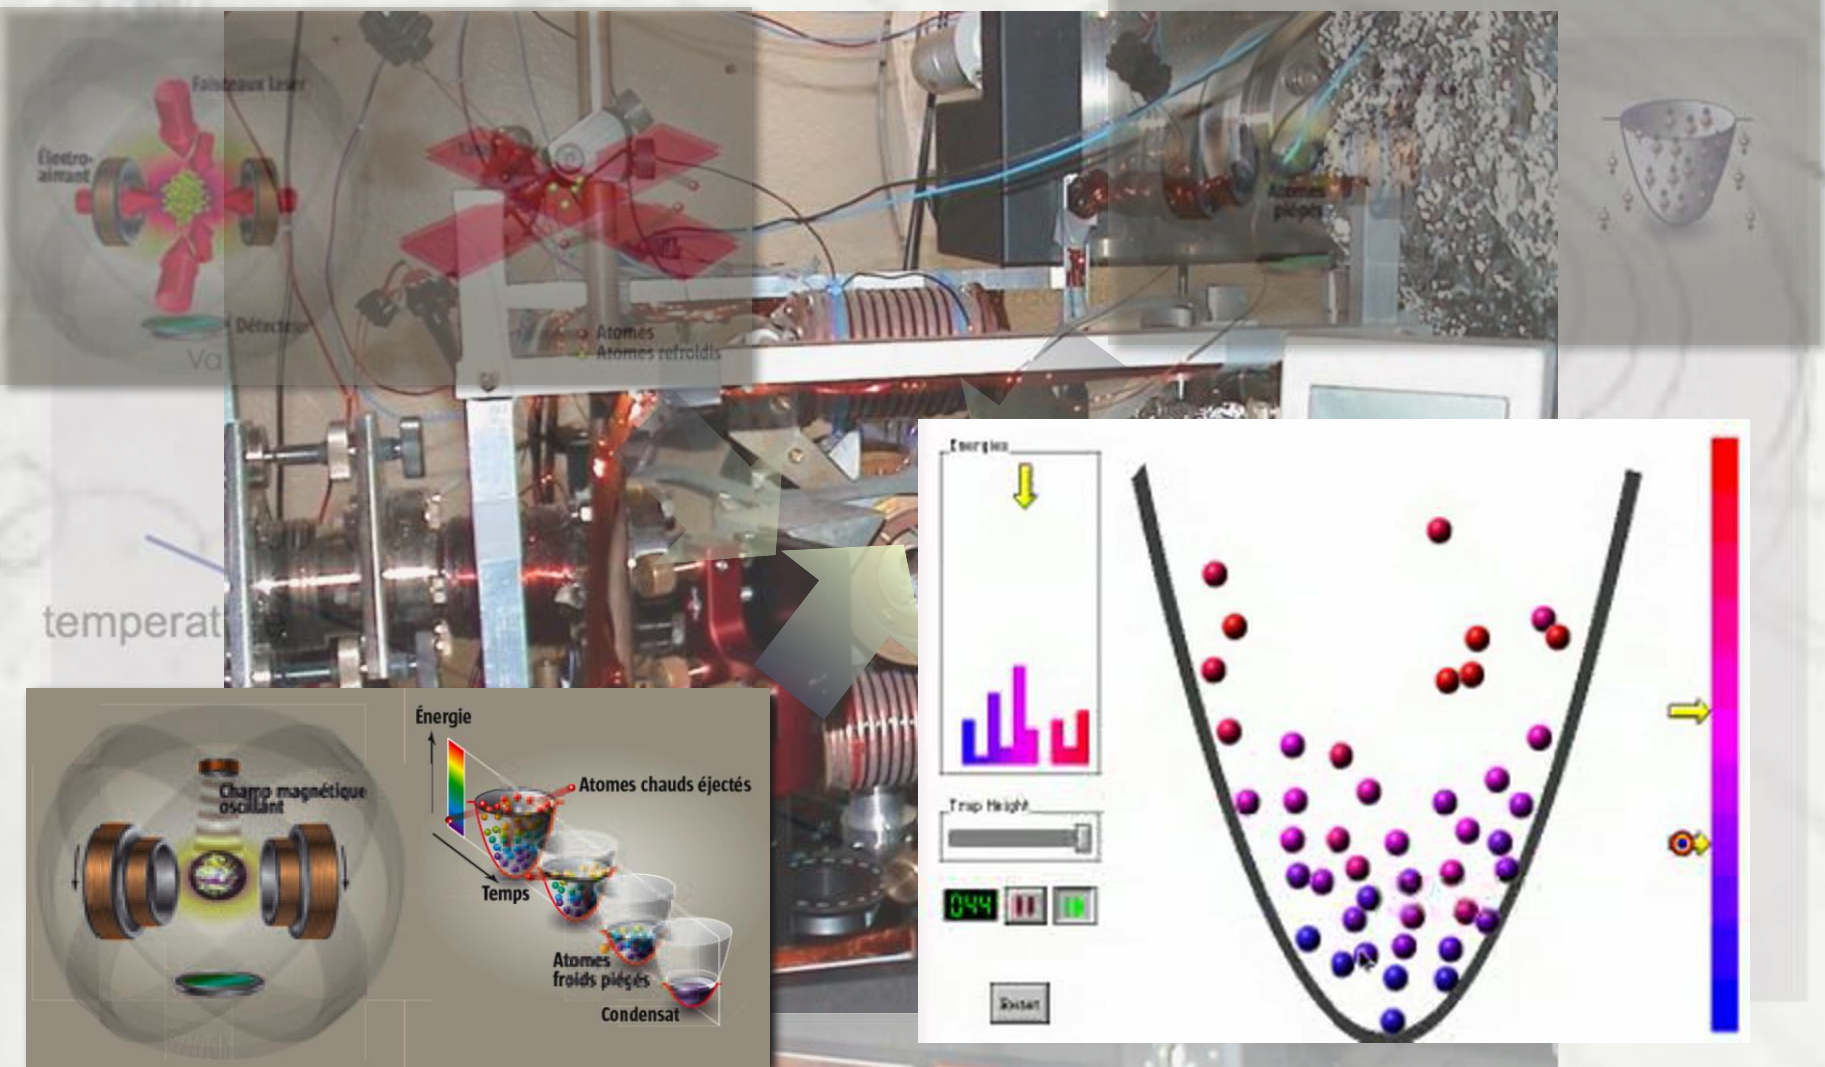 Faisceaux Laser
Électro-
aimant
Détecteur
Va
Atomes
Atomes refroidis
Atomes
piégés
temperat
Énergie
Champ magnétique
oscillant
Atomes chauds éjectés
Temps
Atomes
froids piégés
Condensat
Energies
Trap Height
044